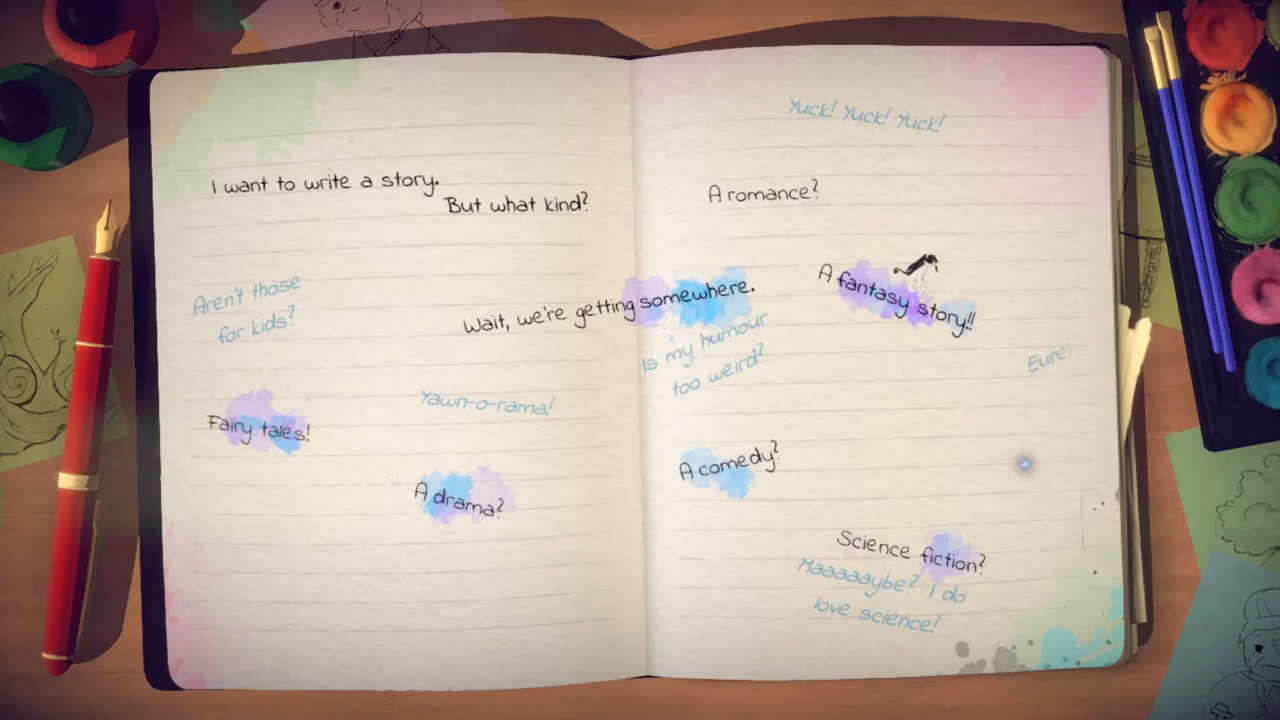 I want to write a story.
But what kind?
Aren't those
for kids?
Fairy tales!
Yawn-o-rama!
A drama?
Wait, we're getting somewhere.
Yuck! Yuck! Yuck!
A romance?
A fantasy story!!
Is my humour
too weird?
A comedy?
Science fiction?
Maaaaaybe? I do
love science!